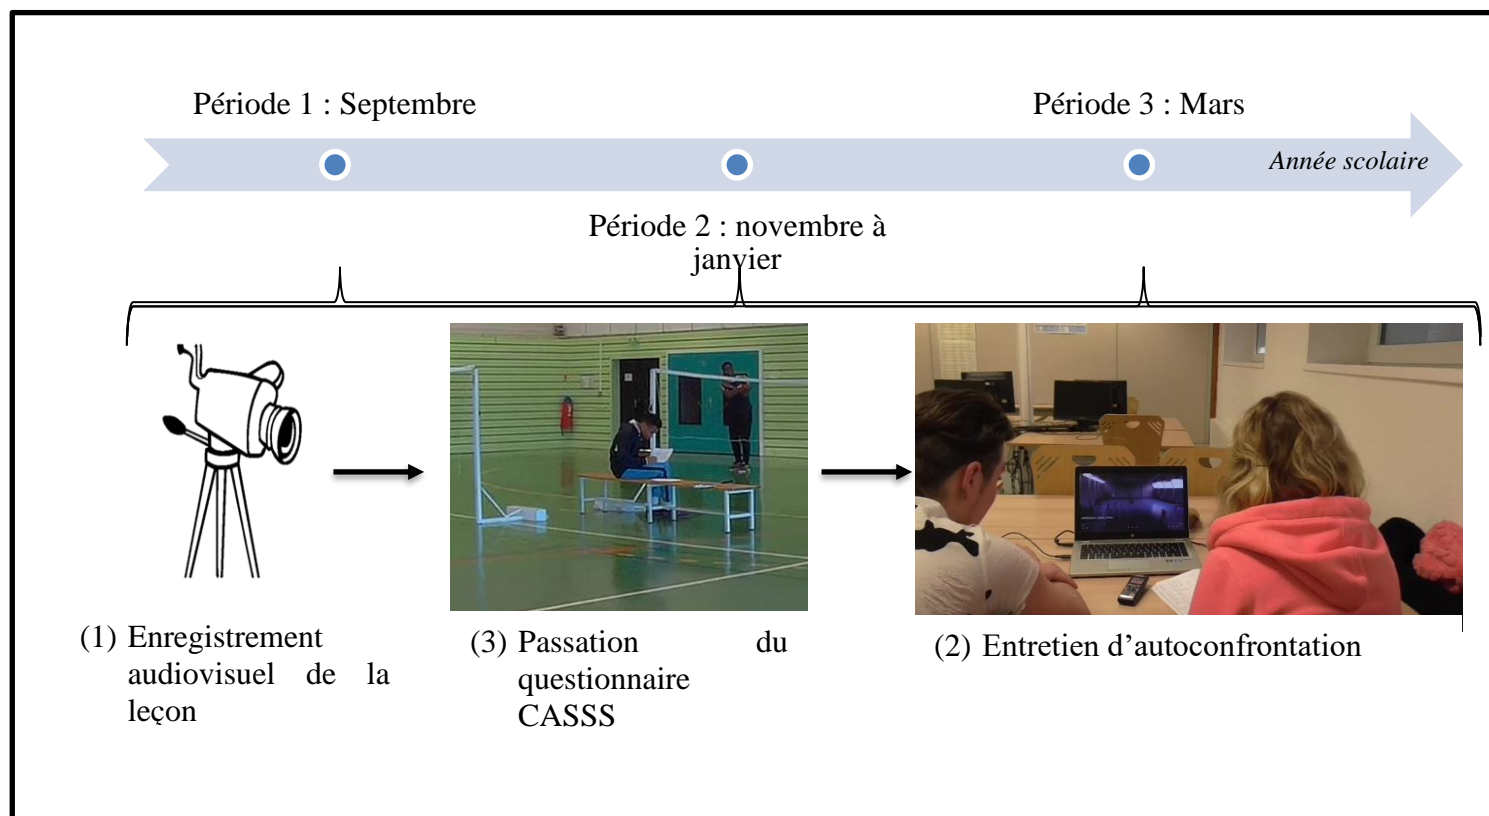 Période 1 : Septembre
Période 3 : Mars
Année scolaire
Période 2 : novembre à
janvier
(1) Enregistrement
audiovisuel de la
leçon
(3) Passation du
questionnaire
CASSS
(2) Entretien d’autoconfrontation